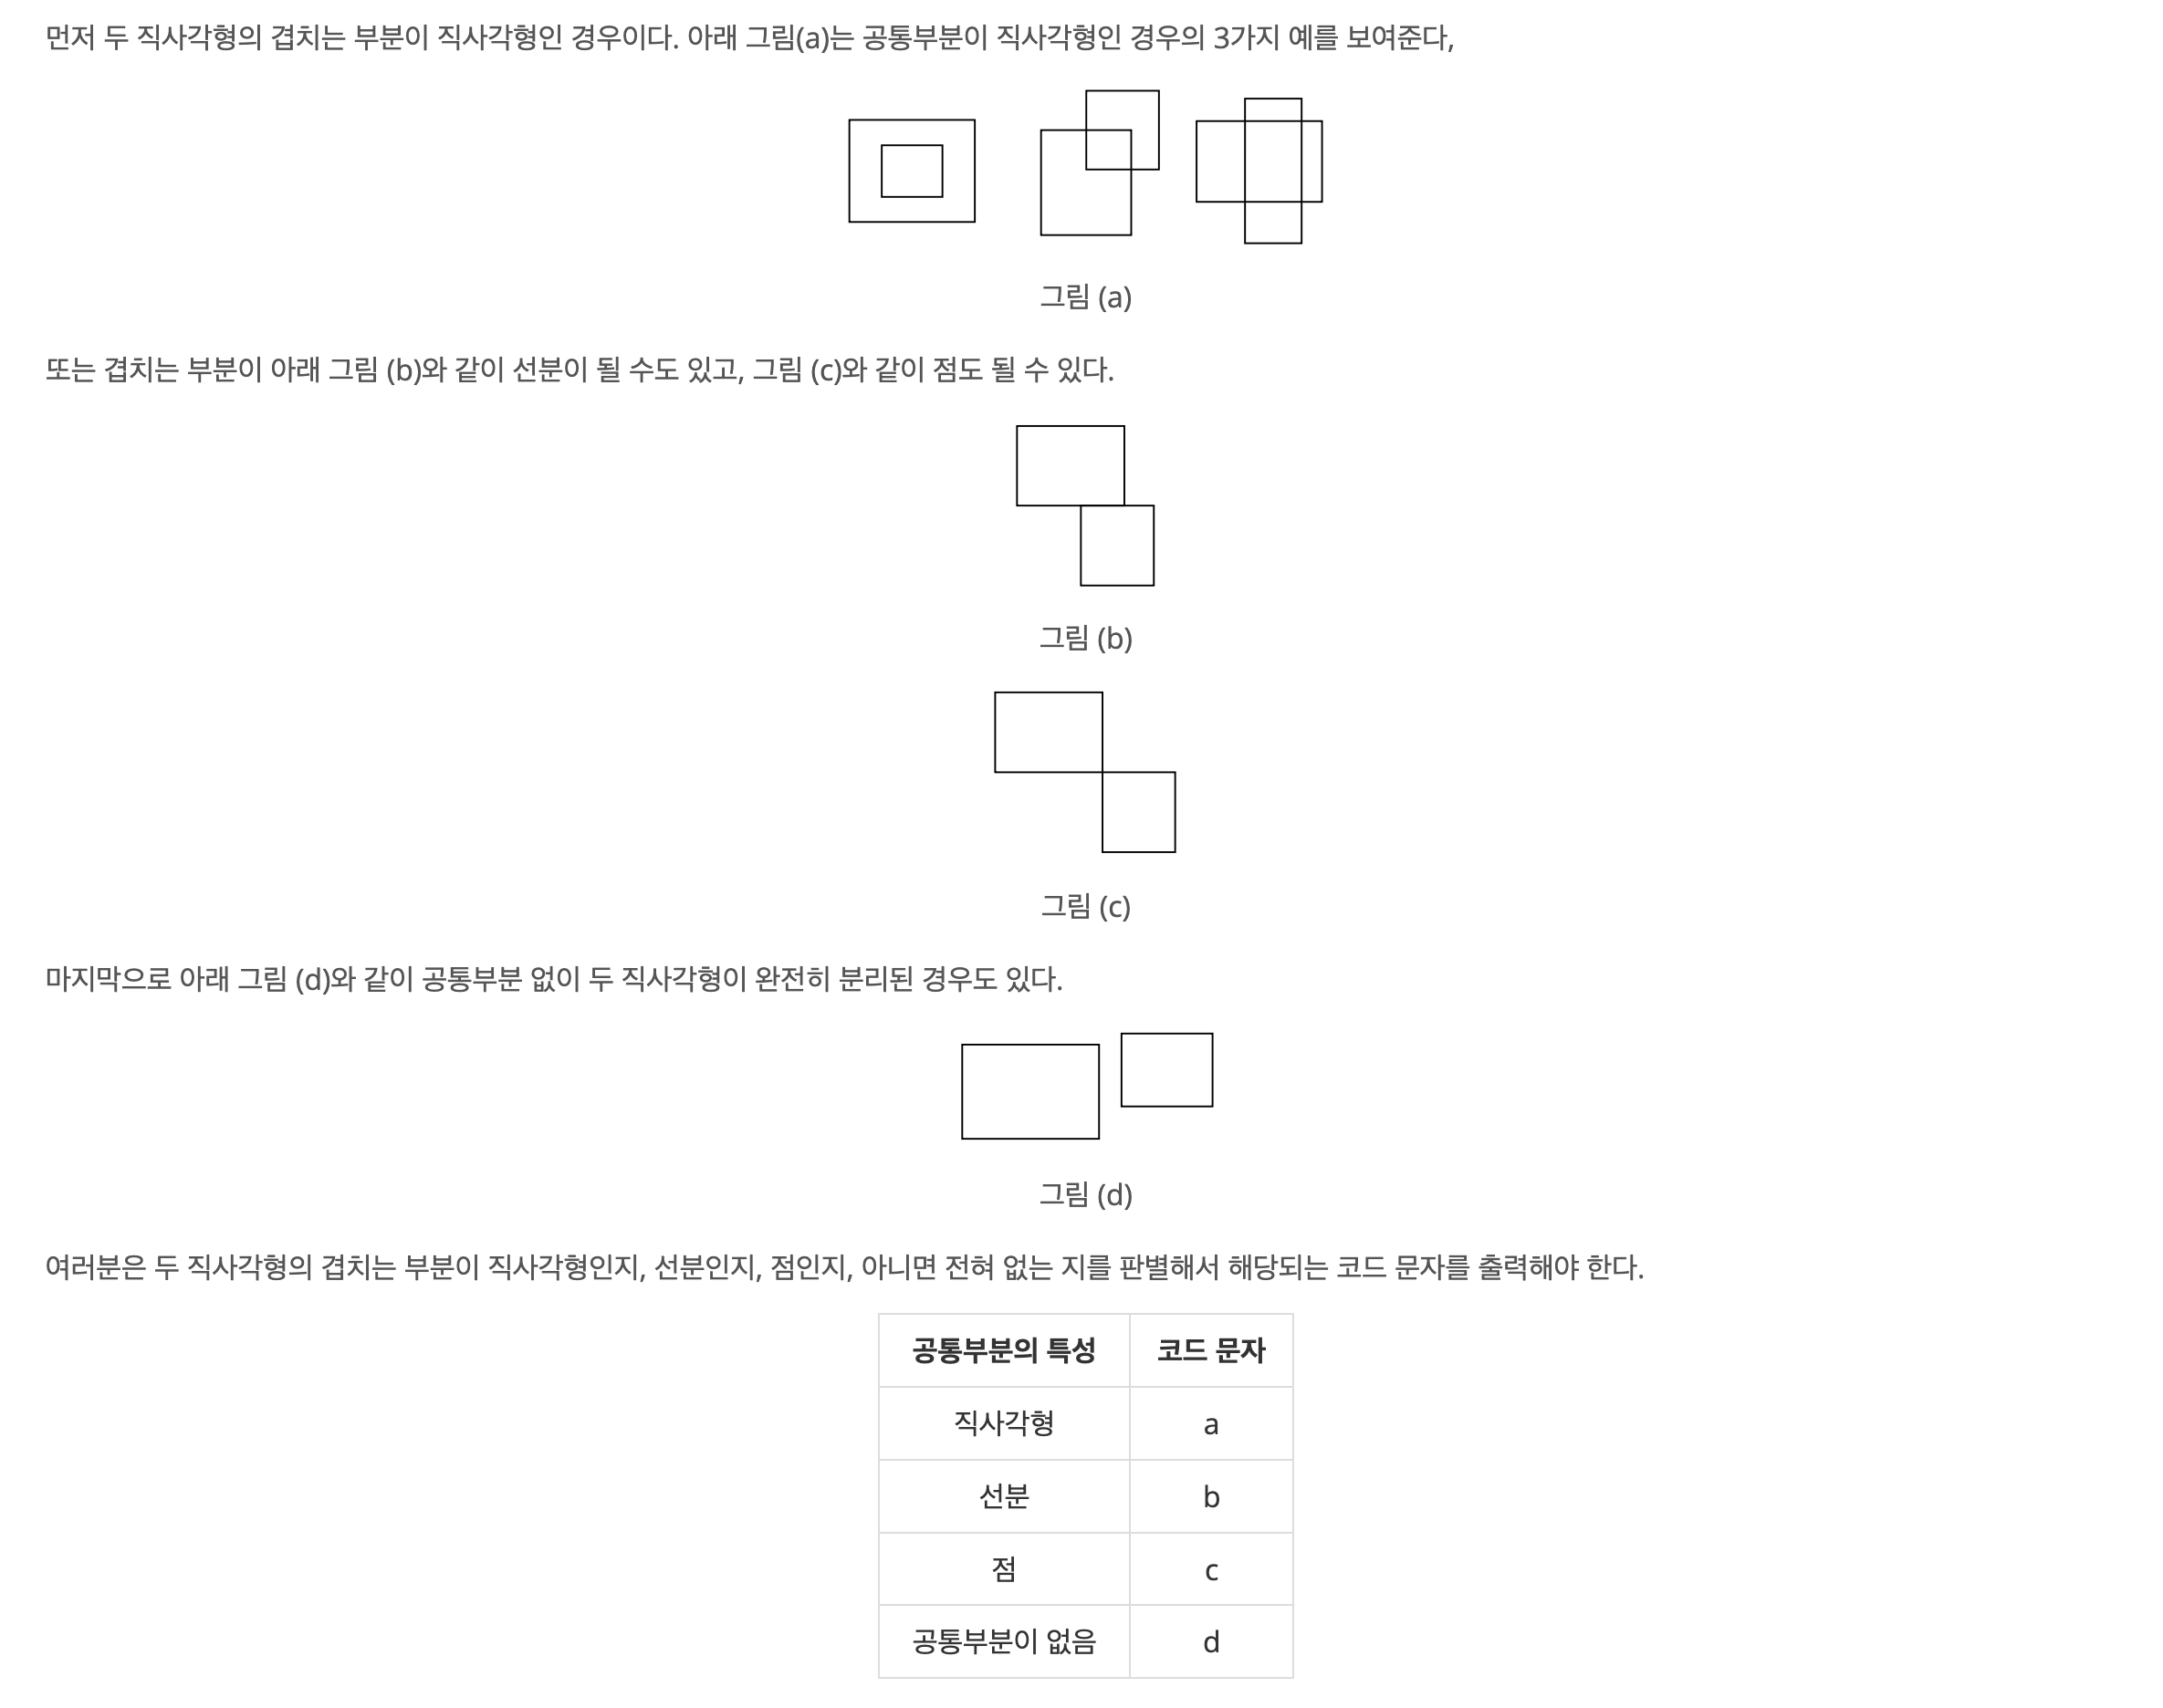 먼저 두 직사각형의 겹치는 부분이 직사각형인 경우이다. 아래 그림(a)는 공통부분이 직사각형인 경우의 3가지 예를 보여준다,
그림 (a)
또는 겹치는 부분이 아래 그림 (b)와 같이 선분이 될 수도 있고, 그림 (c)와 같이 점도 될 수 있다.
그림 (b)
그림 (c)
마지막으로 아래 그림 (d)와 같이 공통부분 없이 두 직사각형이 완전히 분리된 경우도 있다.
그림 (d)
여러분은 두 직사각형의 겹치는 부분이 직사각형인지, 선분인지, 점인지, 아니면 전혀 없는 지를 판별해서 해당되는 코드 문자를 출력해야 한다.
공통부분의 특성 코드 문자
직사각형 a
선분 b
점 c
공통부분이 없음 d